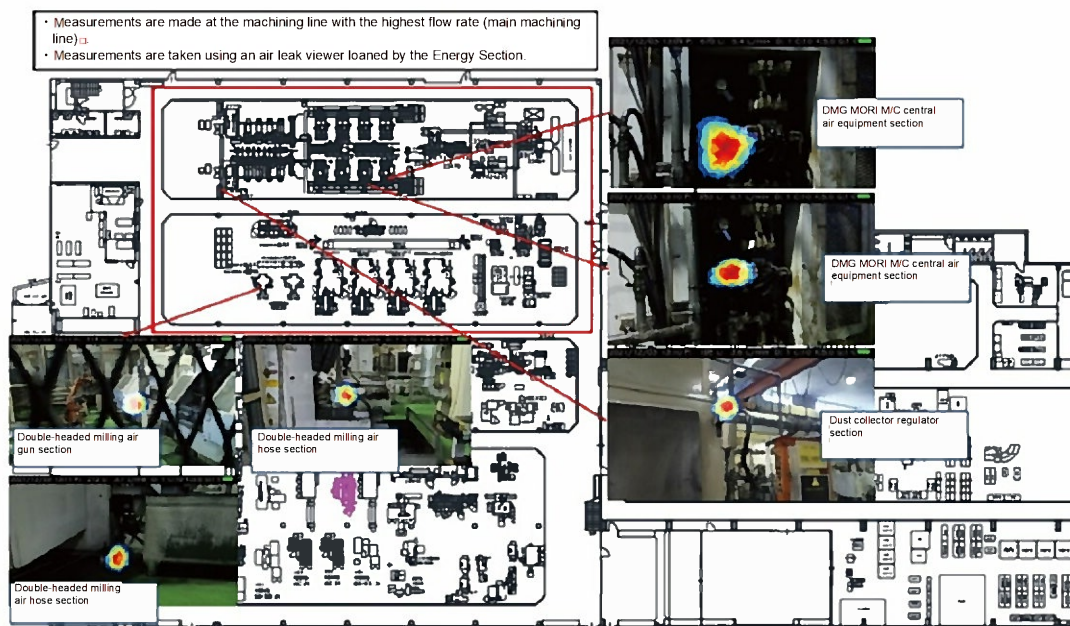 ・ Measurements are made at the machining line with the highest flow rate (main machining
line)
・ Measurements are taken using an air leak viewer loaned by the Energy Section.
DMG MORI M/C central
air equipment section
DMG MORI M/C central air
equipment section
Dust collector regulator
section
Double-headed milling air
gun section
Double-headed milling air
hose section
Double-headed milling
air hose section